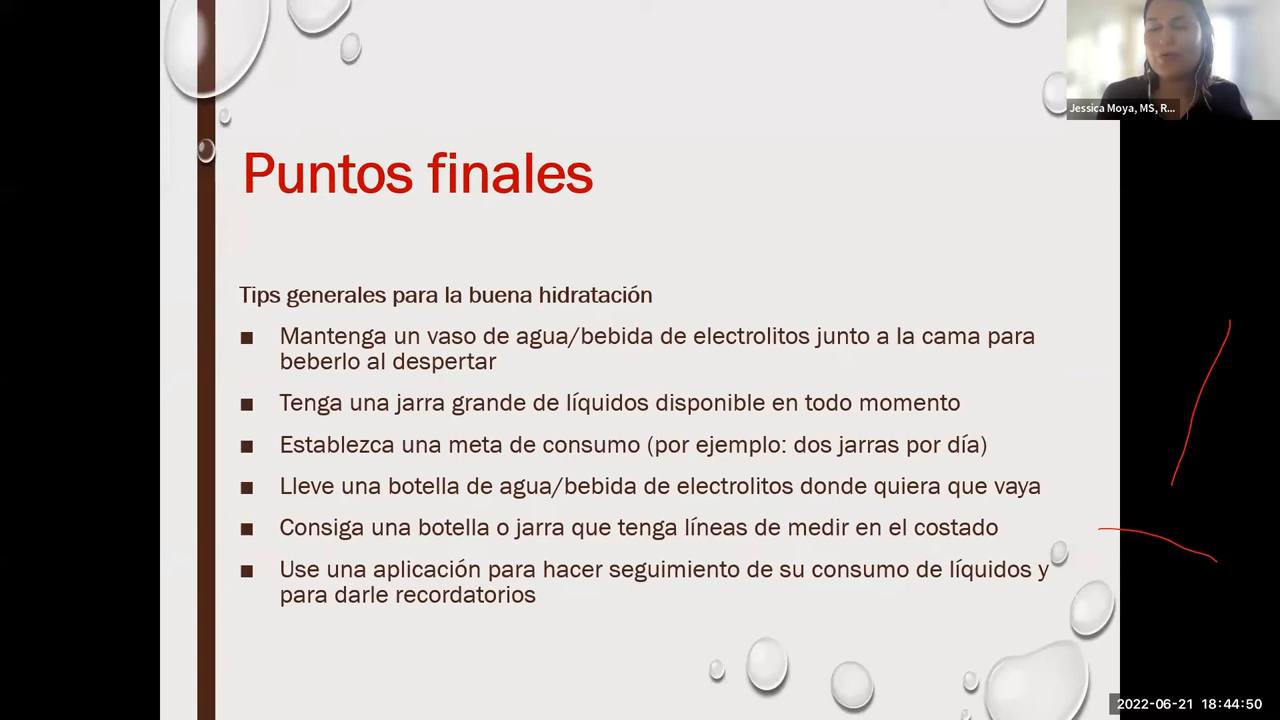 Jessica Moya, MS, R...
Puntos finales
Tips generales para la buena hidratación
■ Mantenga un vaso de agua/bebida de electrolitos junto a la cama para
beberlo al despertar
■ Tenga una jarra grande de líquidos disponible en todo momento
■ Establezca una meta de consumo (por ejemplo: dos jarras por día)
■ Lleve una botella de agua/bebida de electrolitos donde quiera que vaya
■ Consiga una botella o jarra que tenga líneas de medir en el costado
■ Use una aplicación para hacer seguimiento de su consumo de líquidos y
para darle recordatorios
2022-06-21 18:44:50